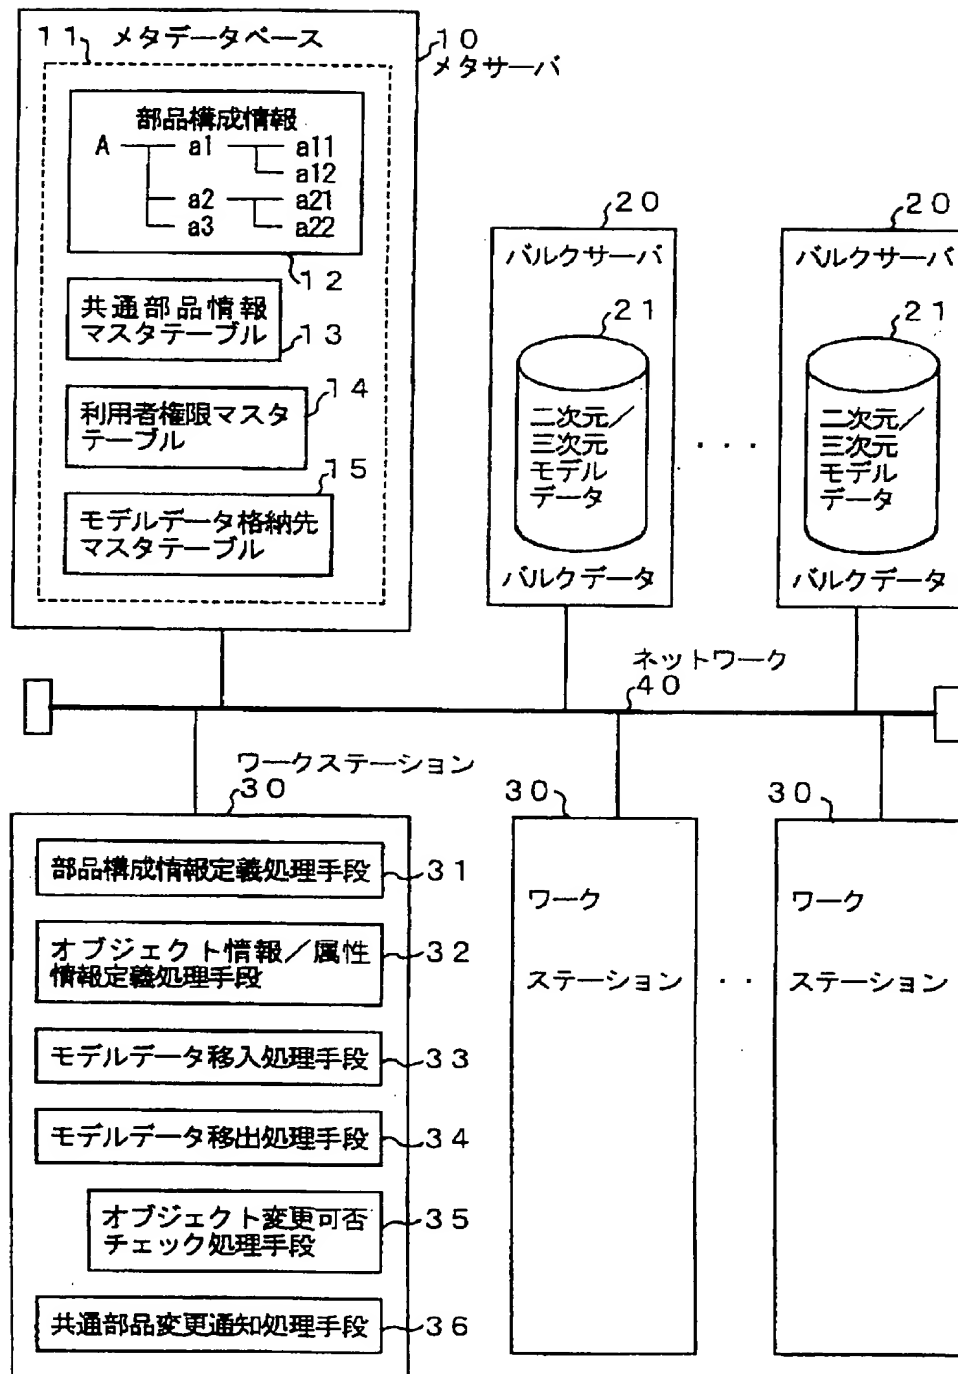 11 メタデータベース
10
メタサーバ
部品構成情報
A a1 a11
a12
a2 a21
a3 a22
12
共通部品情報
マスタテーブル
13
14
利用者権限マスタ
テーブル
15
モデルデータ格納先
マスタテーブル
20
バルクサーバ
21
二次元／
三次元
モデル
データ
バルクデータ
・・・
20
バルクサーバ
21
二次元／
三次元
モデル
データ
バルクデータ
ネットワーク
40
ワークステーション
30
部品構成情報定義処理手段
31
オブジェクト情報／属性
情報定義処理手段
32
モデルデータ移入処理手段
33
モデルデータ移出処理手段
34
オブジェクト変更可否
チェック処理手段
35
共通部品変更通知処理手段
36
30
ワーク
ステーション
・・
30
ワーク
ステーション